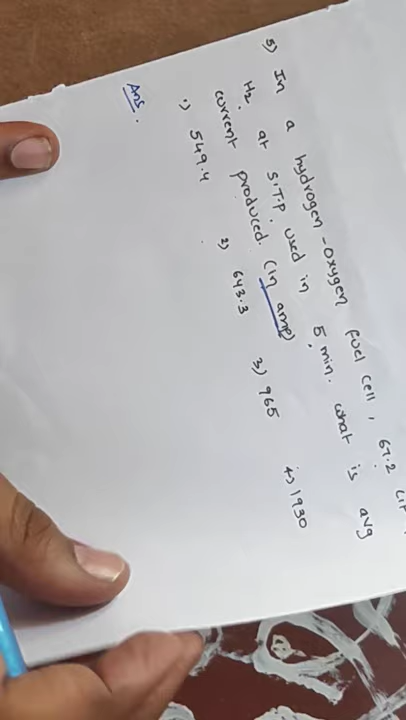 5) In a hydrogen-oxygen fuel cell, 67.2
H₂ at S.T.P. used in 5 min. what is avg
current produced. (in amp)
1) 549.4 2) 643.3 3) 965 4) 1930
Ans.